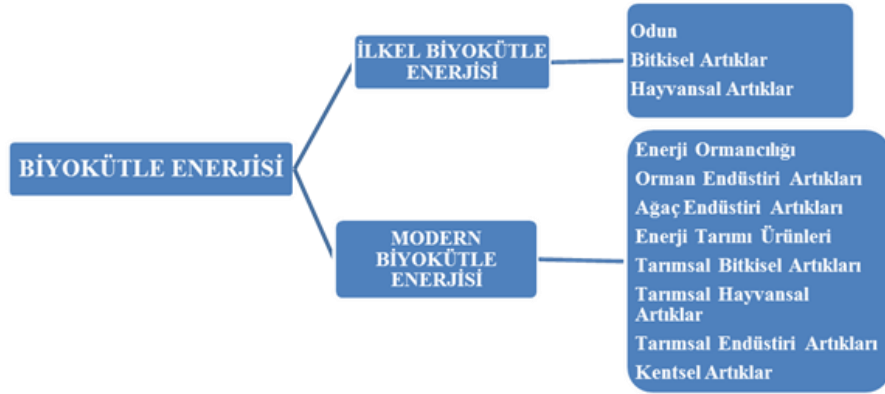 BİYOKÜTLE ENERJİSİ
İLKEL BİYOKÜTLE
ENERJİSİ
Odun
Bitkisel Artıklar
Hayvansal Artıklar
MODERN
BİYOKÜTLE
ENERJİSİ
Enerji Ormancılığı
Orman Endüstiri Artıkları
Ağaç Endüstiri Artıkları
Enerji Tarımı Ürünleri
Tarımsal Bitkisel Artıkları
Tarımsal Hayvansal
Artıklar
Tarımsal Endüstiri Artıkları
Kentsel Artıklar